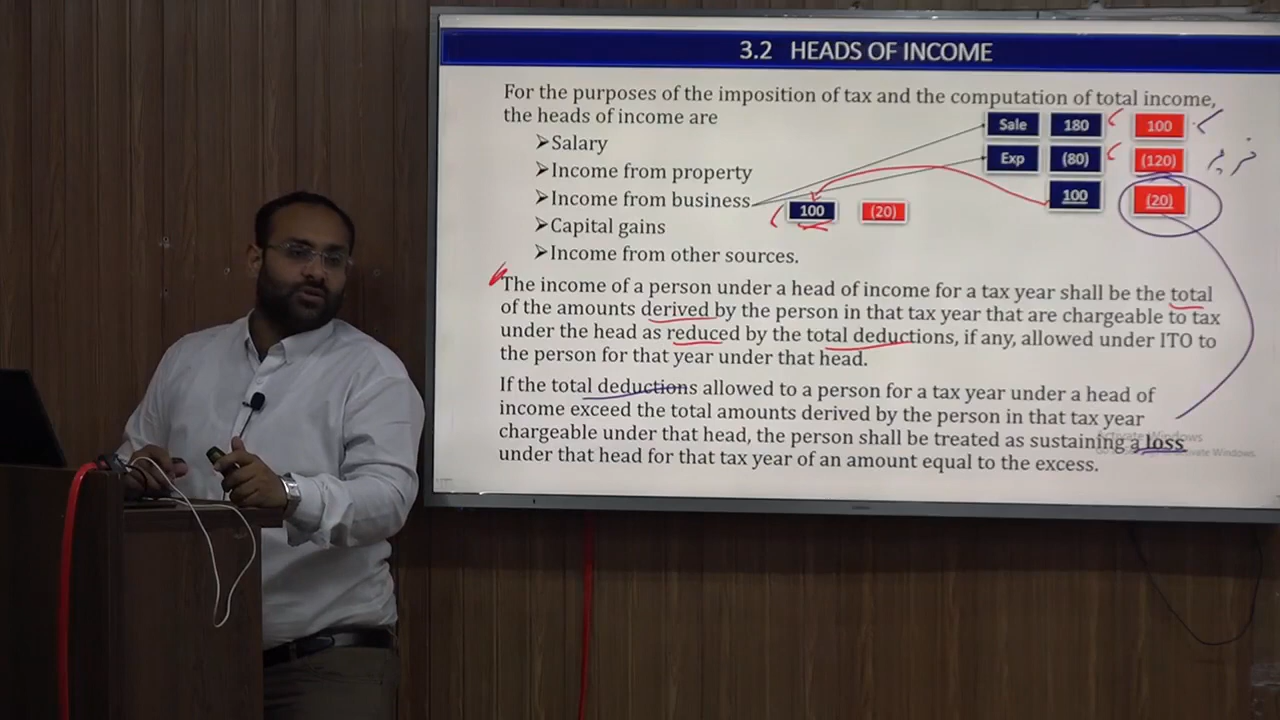 3.2 HEADS OF INCOME
For the purposes of the imposition of tax and the computation of total income,
the heads of income are
Sale 180 100
➢Salary
Exp (80) (120)
➢Income from property
100 (20)
➢Income from business
100 (20)
➢Capital gains
➢Income from other sources.
The income of a person under a head of income for a tax year shall be the total
of the amounts derived by the person in that tax year that are chargeable to tax
under the head as reduced by the total deductions, if any, allowed under ITO to
the person for that year under that head.
If the total deductions allowed to a person for a tax year under a head of
income exceed the total amounts derived by the person in that tax year
chargeable under that head, the person shall be treated as sustaining a loss
under that head for that tax year of an amount equal to the excess.
Activate Windows
to activate Windows.